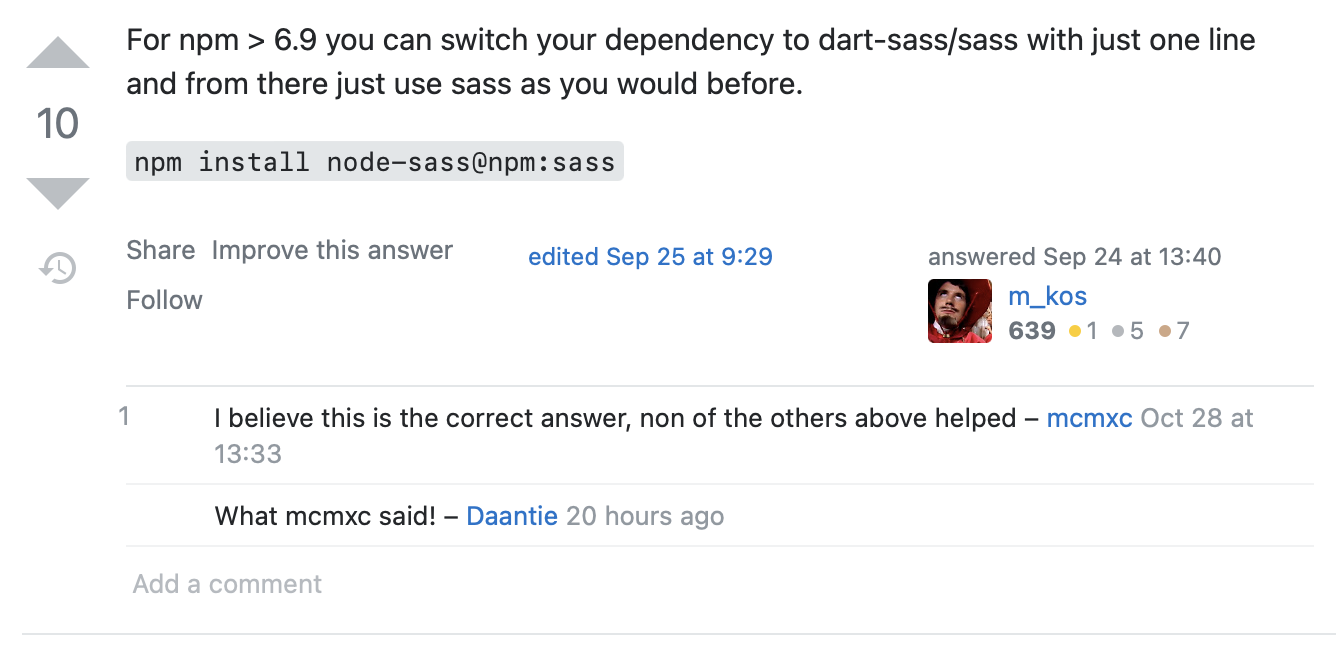 For npm > 6.9 you can switch your dependency to dart-sass/sass with just one line
and from there just use sass as you would before.
10
npm install node-sass@npm:sass
Share Improve this answer
Follow
edited Sep 25 at 9:29
answered Sep 24 at 13:40
m_kos
639 1 5 7
1
I believe this is the correct answer, non of the others above helped – mcmxc Oct 28 at
13:33
What mcmxc said! – Daantie 20 hours ago
Add a comment